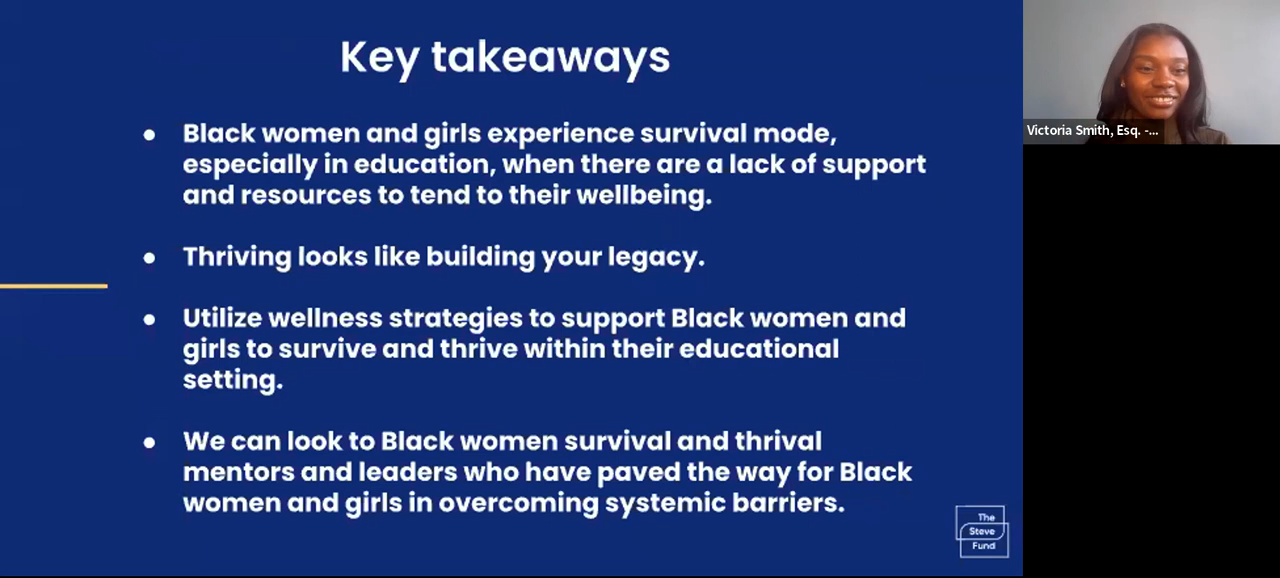 Key takeaways
● Black women and girls experience survival mode,
especially in education, when there are a lack of support
and resources to tend to their wellbeing.
● Thriving looks like building your legacy.
● Utilize wellness strategies to support Black women and
girls to survive and thrive within their educational
setting.
● We can look to Black women survival and thrival
mentors and leaders who have paved the way for Black
women and girls in overcoming systemic barriers.
The
Steve
Fund
Victoria Smith, Esq. -...